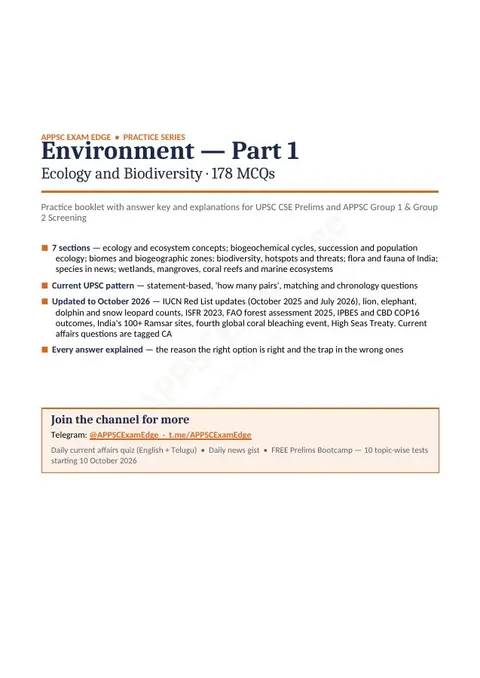 APPSC EXAM EDGE ● PRACTICE SERIES
Environment — Part 1
Ecology and Biodiversity · 178 MCQs
Practice booklet with answer key and explanations for UPSC CSE Prelims and APPSC Group 1 & Group
2 Screening
■ 7 sections — ecology and ecosystem concepts; biogeochemical cycles, succession and population
ecology; biomes and biogeographic zones; biodiversity, hotspots and threats; flora and fauna of India;
species in news; wetlands, mangroves, coral reefs and marine ecosystems
■ Current UPSC pattern — statement-based, 'how many pairs', matching and chronology questions
■ Updated to October 2026 — IUCN Red List updates (October 2025 and July 2026), lion, elephant,
dolphin and snow leopard counts, ISFR 2023, FAO forest assessment 2025, IPBES and CBD COP16
outcomes, India's 100+ Ramsar sites, fourth global coral bleaching event, High Seas Treaty. Current
affairs questions are tagged CA
■ Every answer explained — the reason the right option is right and the trap in the wrong ones
Join the channel for more
Telegram: @APPSCExamEdge · t.me/APPSCExamEdge
Daily current affairs quiz (English + Telugu) ● Daily news gist ● FREE Prelims Bootcamp — 10 topic-wise tests
starting 10 October 2026